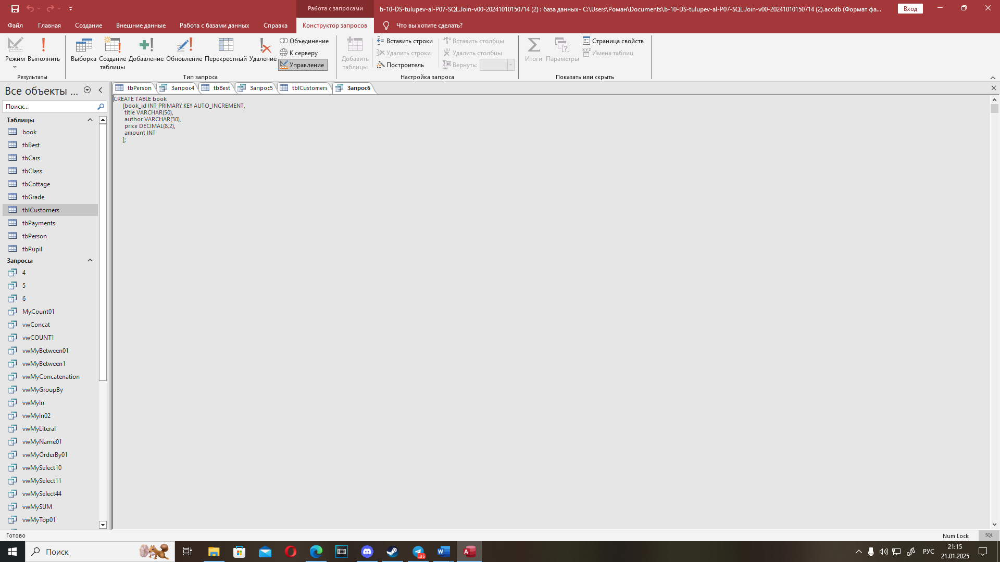 Работа с запросами
b-10-DS-tulupev-al-P07-SQL.Join-v00-20241010150714 (2) : база данных- C:\Users\Роман\Documents\b-10-DS-tulupev-al-P07-SQL.Join-v00-20241010150714 (2).accdb (Формат фа...
Вход
Файл
Главная
Создание
Внешние данные
Работа с базами данных
Справка
Конструктор запросов
Что вы хотите сделать?
Режим
Выполнить
Результаты
Выборка
Создание таблицы
Добавление
Обновление
Перекрестный
Удаление
Объединение
К серверу
Управление
Тип запроса
Добавить таблицы
Вставить строки
Удалить строки
Построитель
Вставить столбцы
Удалить столбцы
Вернуть:
Настройка запроса
Итоги
Параметры
Страница свойств
Имена таблиц
Показать или скрыть
Все объекты ...
Поиск...
Таблицы
book
tbBest
tbCars
tbClass
tbCottage
tbGrade
tblCustomers
tbPayments
tbPerson
tbPupil
Запросы
4
5
6
MyCount01
vwConcat
vwCOUNT1
vwMyBetween01
vwMyBetween1
vwMyConcatenation
vwMyGroupBy
vwMyIn
vwMyIn02
vwMyLiteral
vwMyName01
vwMyOrderBy01
vwMySelect10
vwMySelect11
vwMySelect44
vwMySUM
vwMyTop01
tbPerson
Запрос4
tbBest
Запрос5
tblCustomers
Запрос6
CREATE TABLE book
[book_id INT PRIMARY KEY AUTO_INCREMENT,
title VARCHAR(50),
author VARCHAR(30),
price DECIMAL(8,2),
amount INT
];
Готово
Num Lock
SQL
Поиск
.35
РУС
21:15
21.01.2025